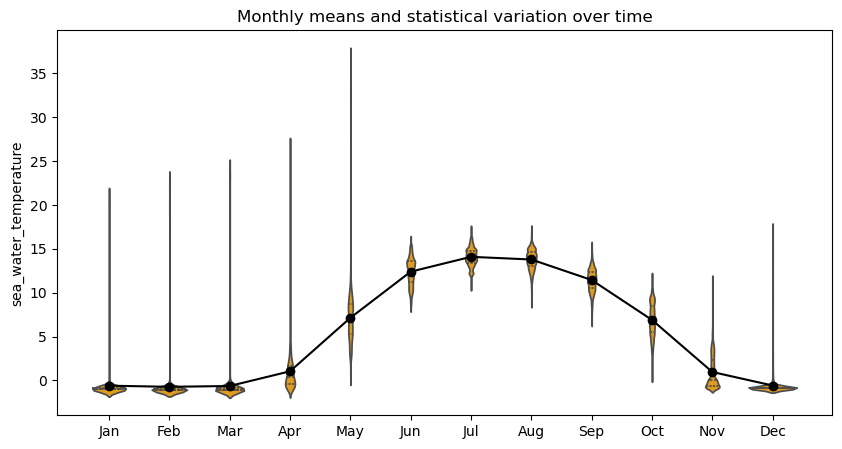 Monthly means and statistical variation over time
sea_water_temperature
35
30
25
20
15
10
5
0
Jan Feb Mar Apr May Jun Jul Aug Sep Oct Nov Dec